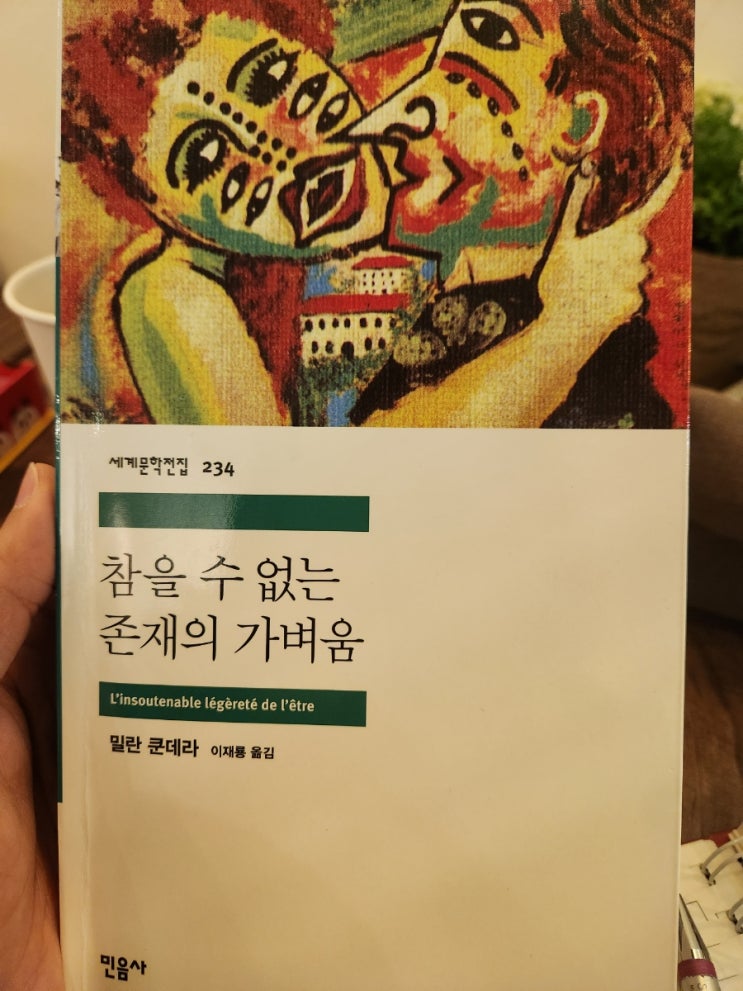 세계문학전집 234
참을 수 없는
존재의 가벼움
L'insoutenable légèreté de l'être
밀란 쿤데라 이재룡 옮김
민음사